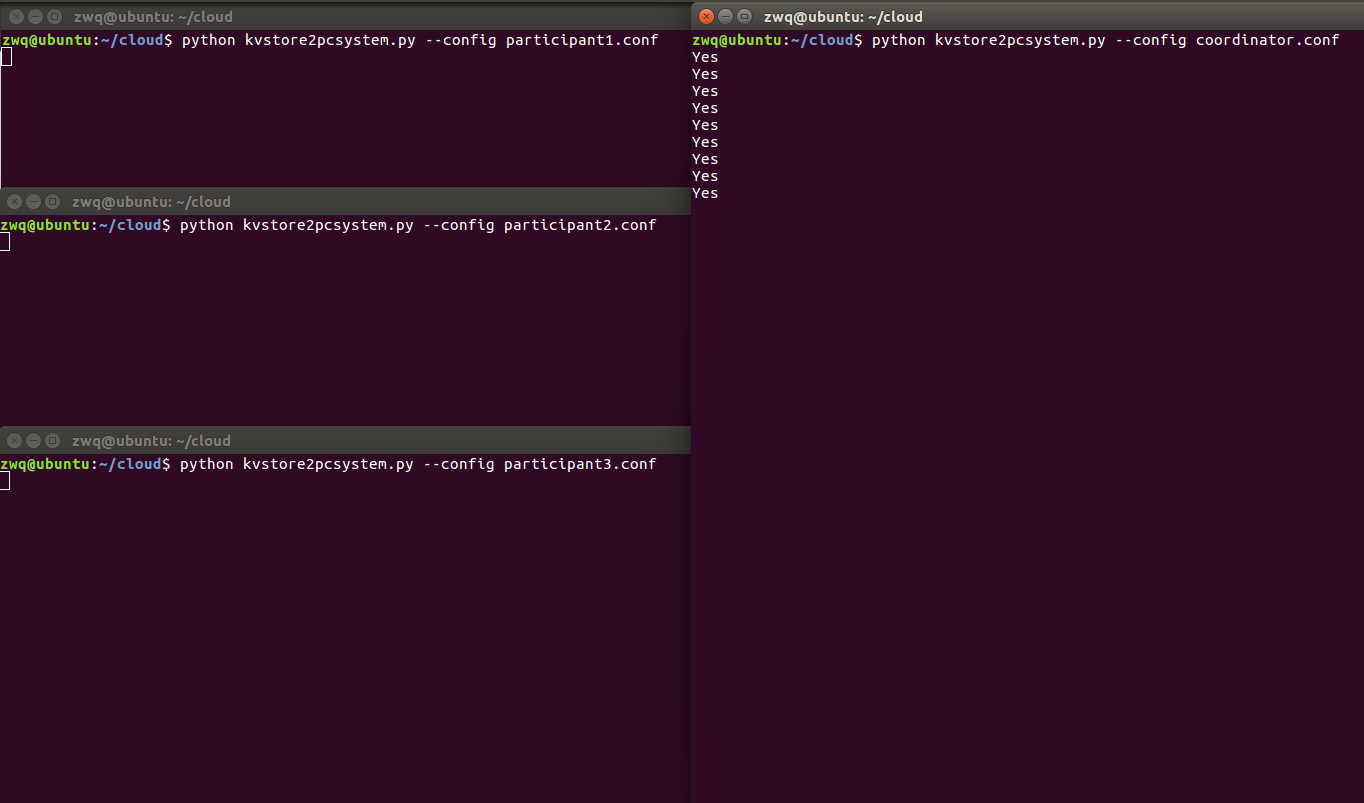 zwq@ubuntu: ~/cloud
zwq@ubuntu:~/cloud$ python kvstore2pcsystem.py --config participant1.conf
zwq@ubuntu: ~/cloud
zwq@ubuntu:~/cloud$ python kvstore2pcsystem.py --config participant2.conf
zwq@ubuntu: ~/cloud
zwq@ubuntu:~/cloud$ python kvstore2pcsystem.py --config participant3.conf
zwq@ubuntu: ~/cloud
zwq@ubuntu:~/cloud$ python kvstore2pcsystem.py --config coordinator.conf
Yes
Yes
Yes
Yes
Yes
Yes
Yes
Yes
Yes